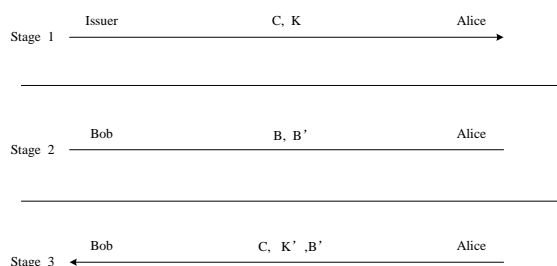 Issuer C, K Alice
Stage 1
Bob B, B’ Alice
Stage 2
Bob C, K’ ,B’ Alice
Stage 3